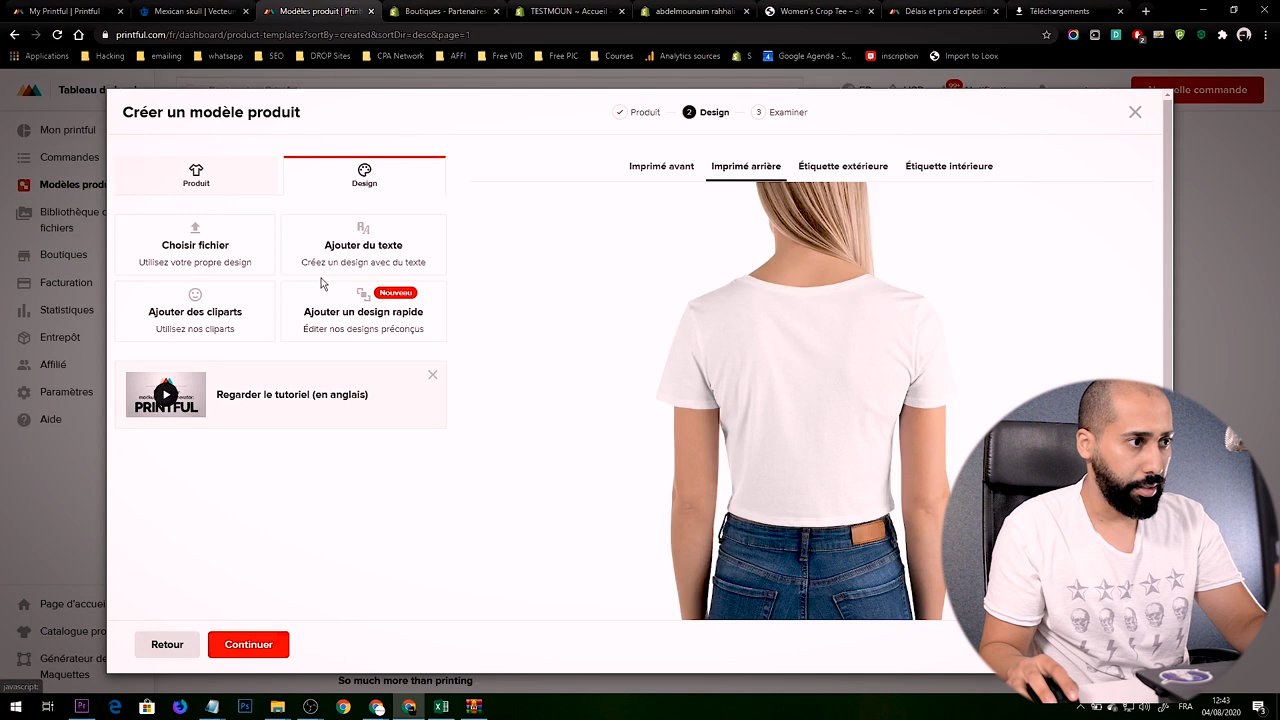 My Printful
Mexican skull | Vecteur
Modèles produit | Print
Boutiques - Partenaires
TESTMOUN ~ Accueil -
abdelmounaim rahhali
Women's Crop Tee – ab
Délais et prix d'expédit
Téléchargements
printful.com/fr/dashboard/product-templates?sortBy=created&sortDir=desc&page=1
Applications
Hacking
emailing
whatsapp
SEO
DROP Sites
CPA Network
AFFI
Free VID
Free PIC
Courses
Analytics sources
S
Google Agenda - S...
inscription
Import to Loox
Tableau de
99+
Nouvelle commande
Créer un modèle produit
Produit
2 Design
3 Examiner
Mon printful
Commandes
Modèles prod
Bibliothèque d
fichiers
Boutiques
Facturation
Statistiques
Entrepôt
Affilié
Paramètres
Aide
Page d'accuei
Catalogue pro
Générateur de
Maquettes
Produit
Design
Choisir fichier
Utilisez votre propre design
Ajouter du texte
Créez un design avec du texte
Ajouter des cliparts
Utilisez nos cliparts
Nouveau
Ajouter un design rapide
Éditer nos designs préconçus
PRINTFUL
Regarder le tutoriel (en anglais)
Imprimé avant
Imprimé arrière
Étiquette extérieure
Étiquette intérieure
Retour
Continuer
So much more than printing
javascript:
FRA
12:43
04/08/2020